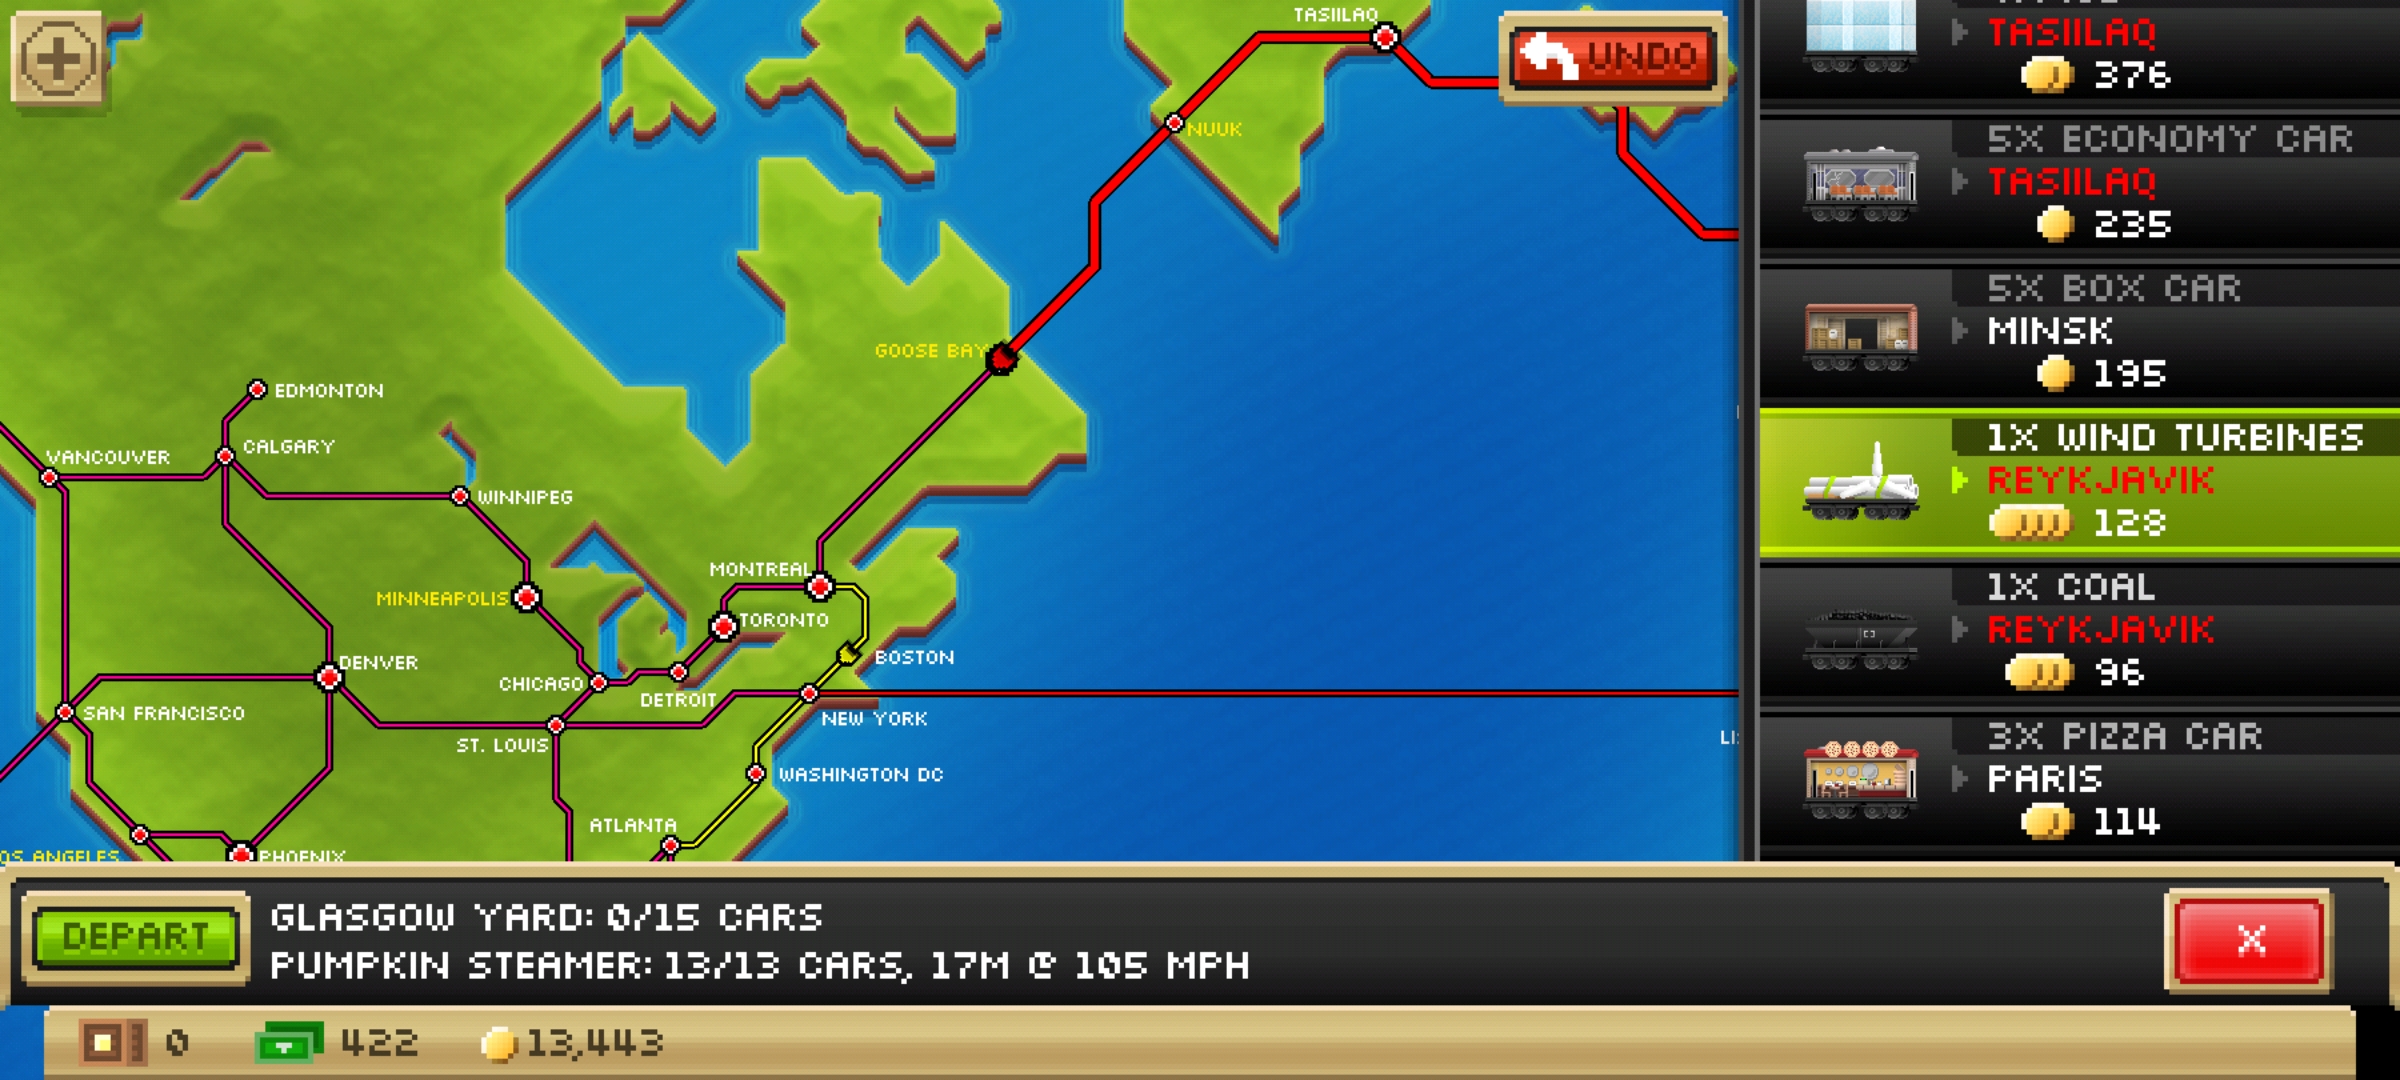 TASIILAQ
UNDO
NUUK
GOOSE BAY
EDMONTON
CALGARY
VANCOUVER
WINNIPEG
MONTREAL
MINNEAPOLIS
TORONTO
BOSTON
DENVER
CHICAGO
DETROIT
SAN FRANCISCO
NEW YORK
ST. LOUIS
WASHINGTON DC
ATLANTA
OS ANGELES
PHOENIX
TASIILAQ
376
5X ECONOMY CAR
TASIILAQ
235
5X BOX CAR
MINSK
195
1X WIND TURBINES
REYKJAVIK
128
1X COAL
REYKJAVIK
96
3X PIZZA CAR
PARIS
114
DEPART
GLASGOW YARD: 0/15 CARS
PUMPKIN STEAMER: 13/13 CARS, 17M @ 105 MPH
X
0
422
13,443